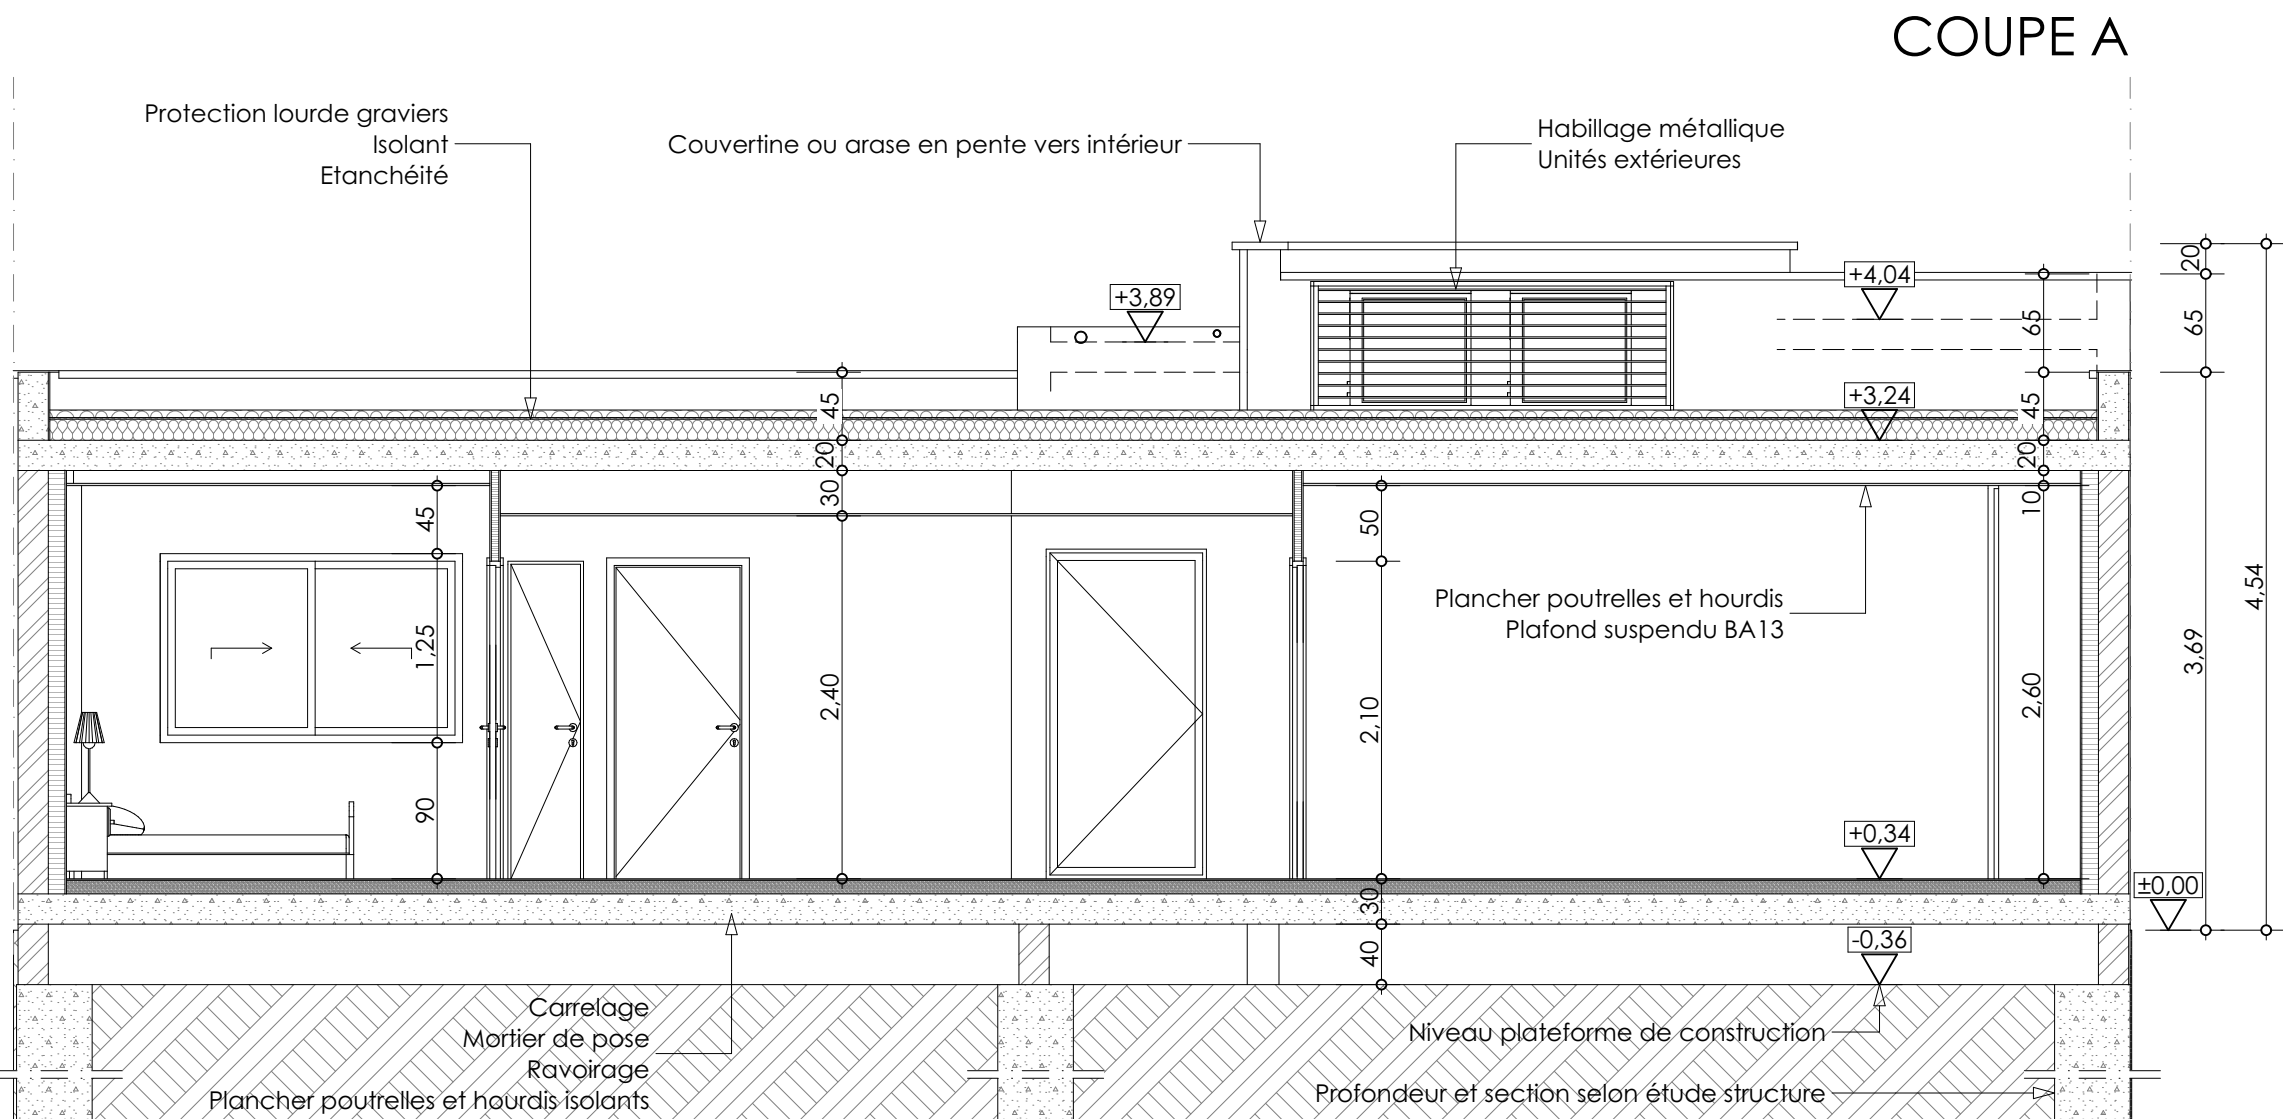 COUPE A
Protection lourde graviers
Isolant
Etanchéité
Couvertine ou arase en pente vers intérieur
Habillage métallique
Unités extérieures
+3,89
+4,04
+3,24
20
65
65
45
45
20
20
30
10
45
50
1,25
2,40
2,10
2,60
90
3,69
4,54
Plancher poutrelles et hourdis
Plafond suspendu BA13
+0,34
±0,00
30
40
-0,36
Carrelage
Mortier de pose
Ravoirage
Plancher poutrelles et hourdis isolants
Niveau plateforme de construction
Profondeur et section selon étude structure